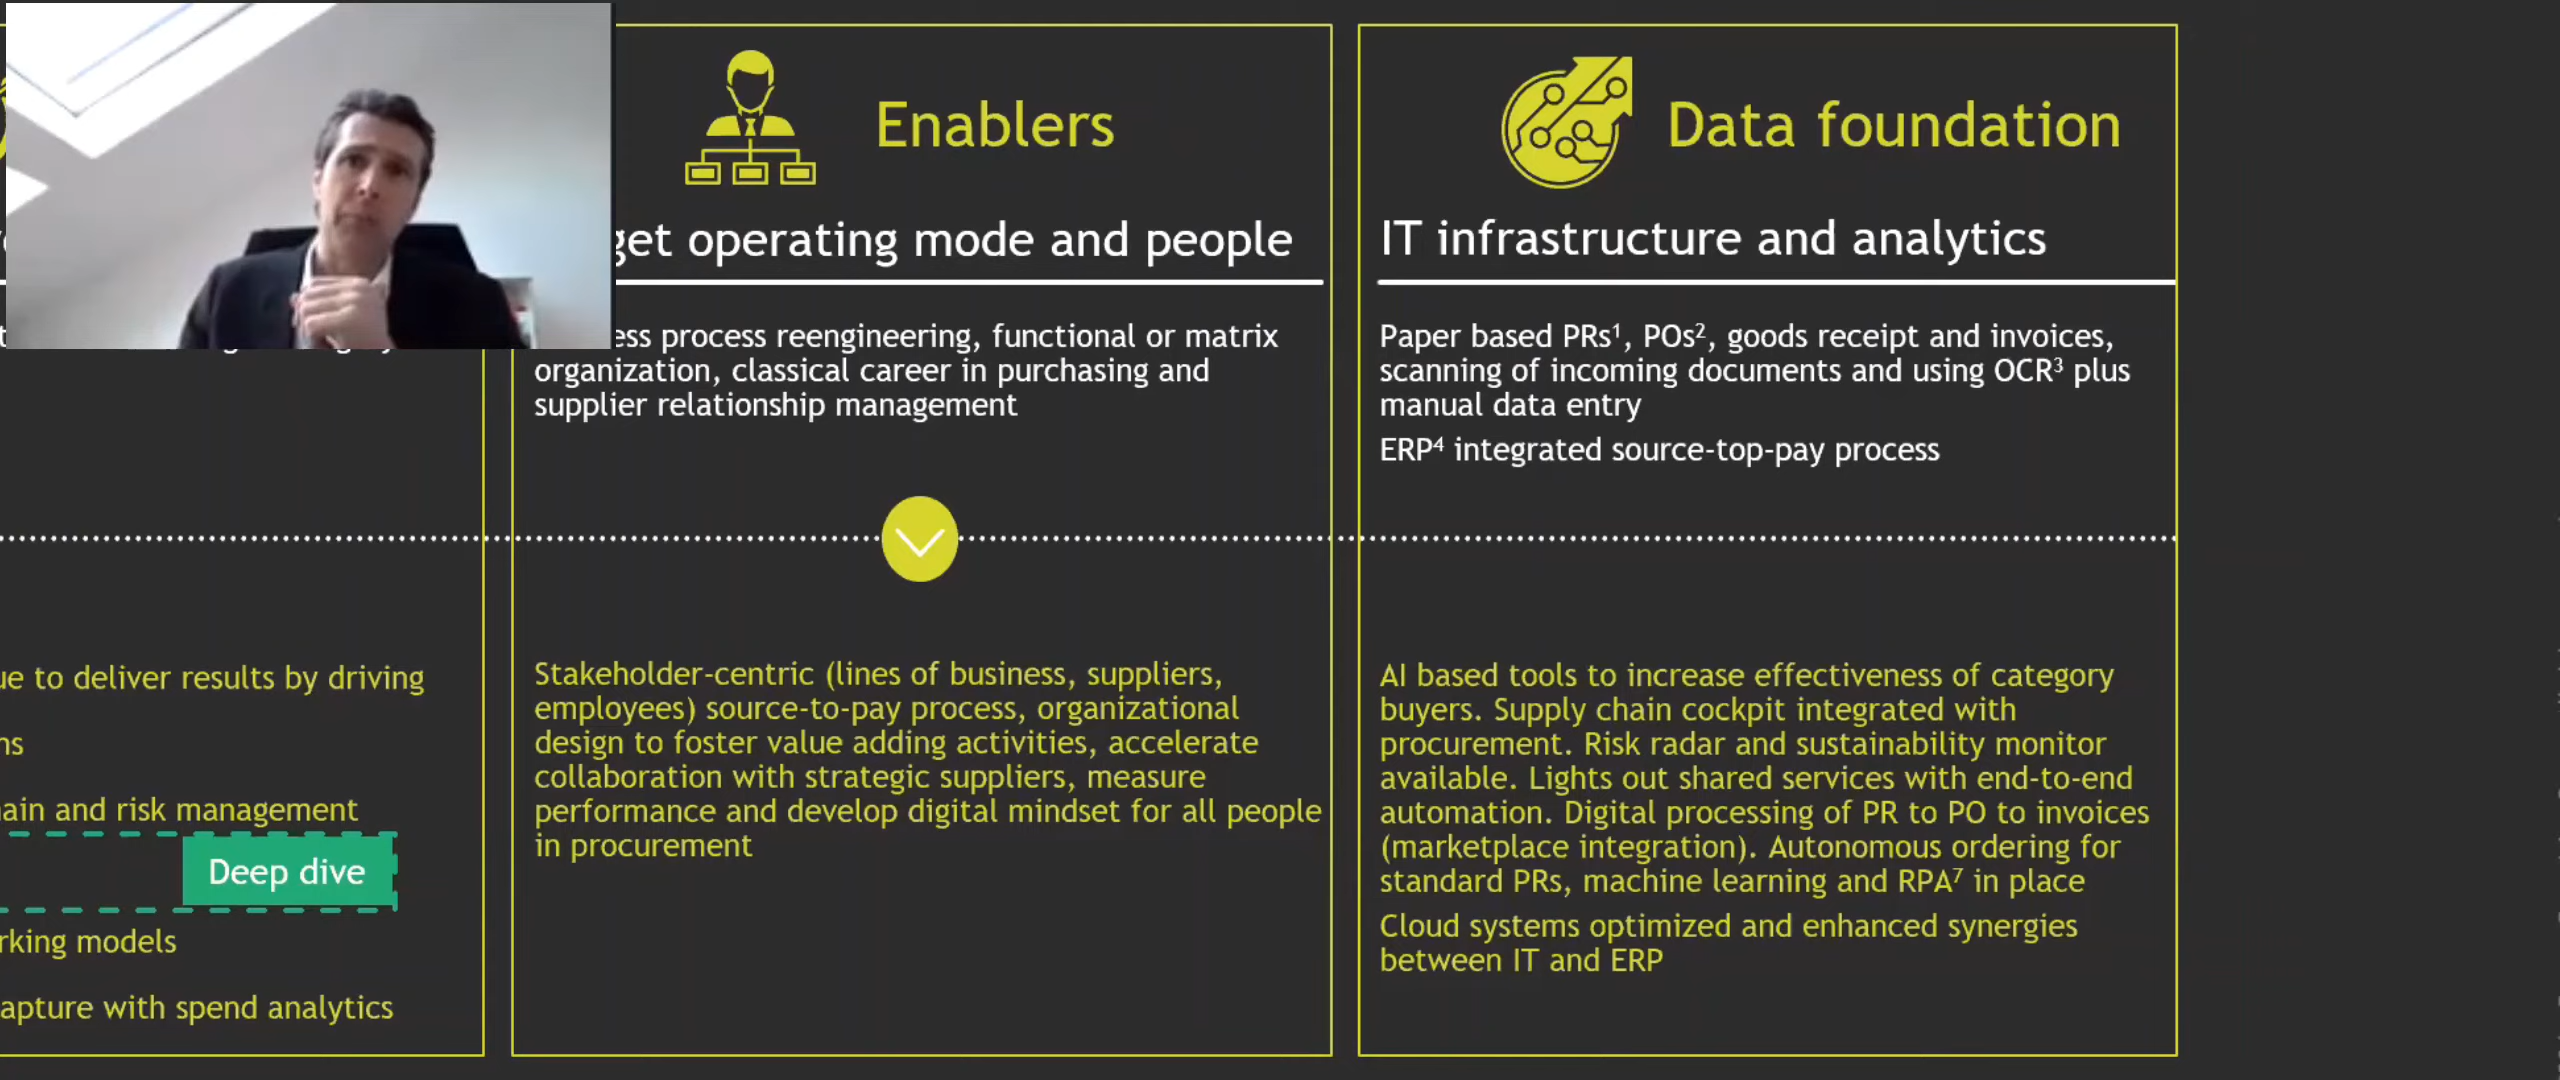 ue to deliver results by driving
ns
ain and risk management
Deep dive
rking models
apture with spend analytics
Enablers
get operating mode and people
ess process reengineering, functional or matrix
organization, classical career in purchasing and
supplier relationship management
Stakeholder-centric (lines of business, suppliers,
employees) source-to-pay process, organizational
design to foster value adding activities, accelerate
collaboration with strategic suppliers, measure
performance and develop digital mindset for all people
in procurement
Data foundation
IT infrastructure and analytics
Paper based PRs¹, POs², goods receipt and invoices,
scanning of incoming documents and using OCR³ plus
manual data entry
ERP⁴ integrated source-top-pay process
AI based tools to increase effectiveness of category
buyers. Supply chain cockpit integrated with
procurement. Risk radar and sustainability monitor
available. Lights out shared services with end-to-end
automation. Digital processing of PR to PO to invoices
(marketplace integration). Autonomous ordering for
standard PRs, machine learning and RPA⁷ in place
Cloud systems optimized and enhanced synergies
between IT and ERP